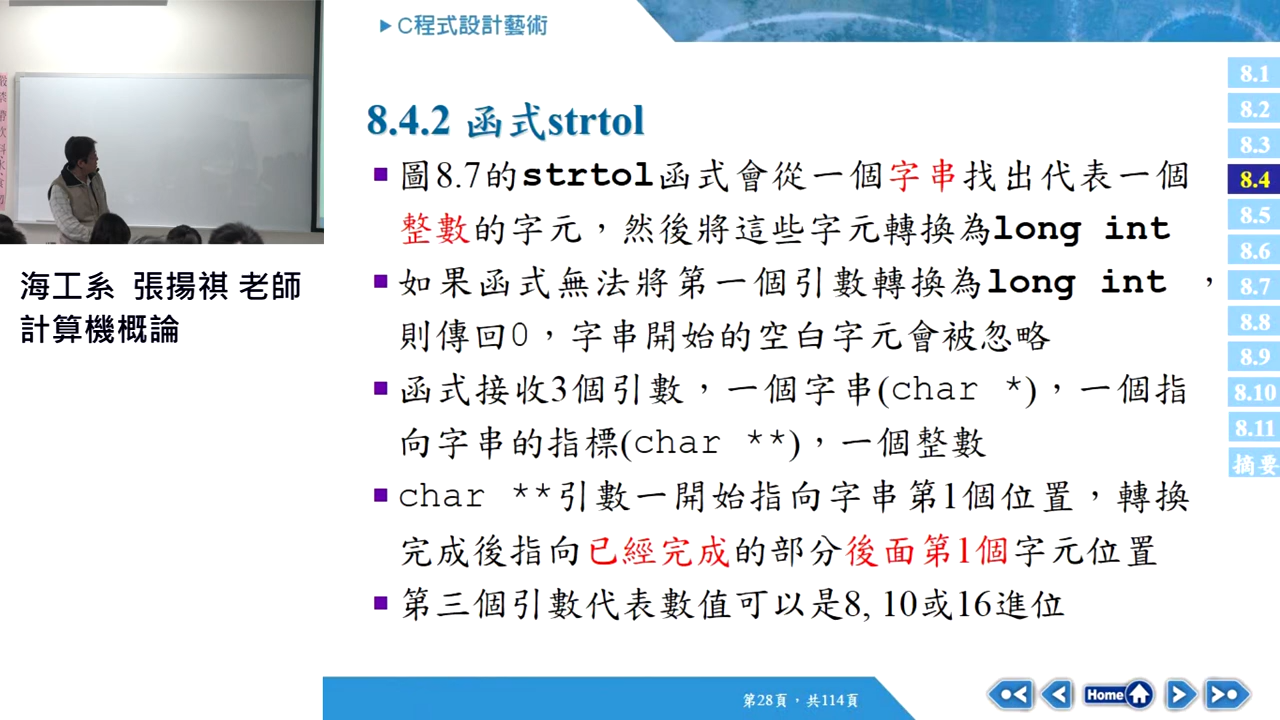 C程式設計藝術
8.4.2 函式strtol
圖8.7的strtol函式會從一個字串找出代表一個
整數的字元，然後將這些字元轉換為long int
如果函式無法將第一個引數轉換為long int ，
則傳回0，字串開始的空白字元會被忽略
函式接收3個引數，一個字串(char *)，一個指
向字串的指標(char **)，一個整數
char **引數一開始指向字串第1個位置，轉換
完成後指向已經完成的部分後面第1個字元位置
第三個引數代表數值可以是8, 10或16進位
海工系 張揚祺 老師
計算機概論
8.1
8.2
8.3
8.4
8.5
8.6
8.7
8.8
8.9
8.10
8.11
摘要
第28頁，共114頁
Home